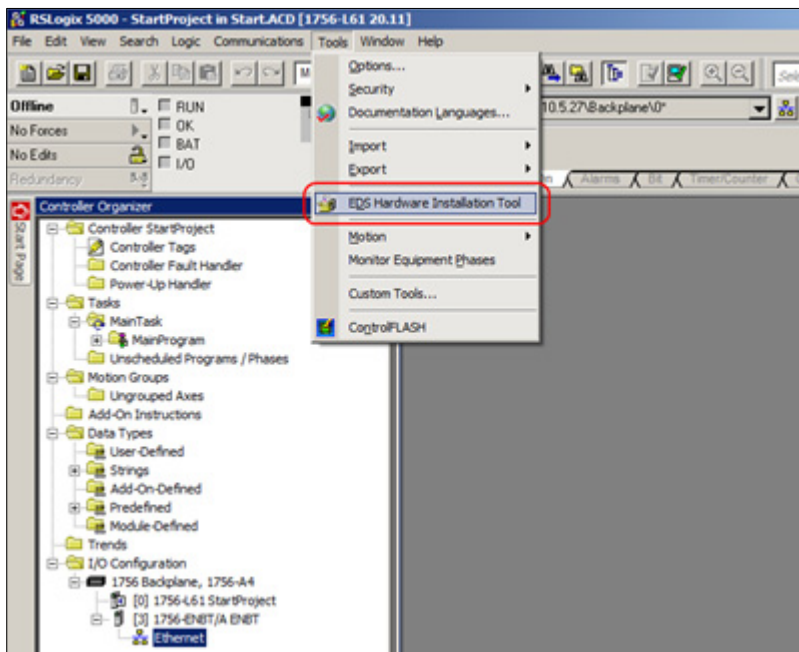 RSLogix 5000 - StartProject in Start.ACD [1756-L61 20.11]
File Edit View Search Logic Communications Tools Window Help
Options...
Security
Documentation Languages...
Import
Export
EDS Hardware Installation Tool
Motion
Monitor Equipment Phases
Custom Tools...
ControlFLASH
10.5.27\Backplane\0*
Offline
No Forces
No Edits
Redundancy
RUN
OK
BAT
I/O
Alarms Bit Timer/Counter
Start Page
Controller Organizer
Controller StartProject
Controller Tags
Controller Fault Handler
Power-Up Handler
Tasks
MainTask
MainProgram
Unscheduled Programs / Phases
Motion Groups
Ungrouped Axes
Add-On Instructions
Data Types
User-Defined
Strings
Add-On-Defined
Predefined
Module-Defined
Trends
I/O Configuration
1756 Backplane, 1756-A4
[0] 1756-L61 StartProject
[3] 1756-ENBT/A ENBT
Ethernet